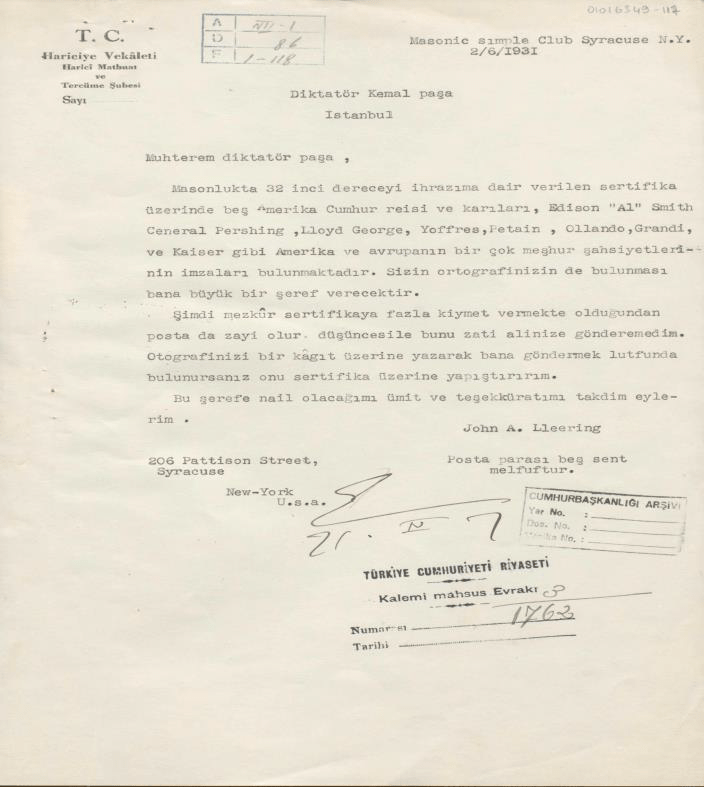 01016349-117
T. C.
Hariciye Vekâleti
Harici Matbuat
ve
Tercüme Şubesi
Sayı
A
D 86
F 1-118
Masonic sımple Club Syracuse N.Y.
2/6/I93I
Diktatör Kemal paşa
Istanbul
Muhterem diktatör paşa ,
Masonlukta 32 inci dereceyi ihrazıma dair verilen sertifika
üzerinde beş Amerika Cumhur reisi ve karıları, Edison "Al" Smith
Ceneral Pershing ,Lloyd George, Yoffres,Petain , Ollando,Grandi,
ve Kaiser gibi Amerika ve avrupanın bir çok meşhur şahsiyetleri-
nin imzaları bulunmaktadır. Sizin ortografinizin de bulunması
bana büyük bir şeref verecektir.
Şimdi mezkûr sertifikaya fazla kiymet vermekte oldugundan
posta da zayi olur. düşüncesile bunu zati alinize gönderemedim.
Otografinizi bir kâgıt üzerine yazarak bana göndermek lutfunda
bulunursanız onu sertifika üzerine yapıştırırım.
Bu şerefe nail olacağımı ümit ve teşekküratımı takdim eyle-
rim .
John A. Lleering
206 Pattison Street,
Syracuse
New-York
U.s.a.
Posta parası beş sent
melfuftur.
CUMHURBAŞKANLIĞI ARŞİVİ
Yer No. :
Dos. No. :
No. :
TÜRKİYE CUMHURİYETİ RİYASETİ
Kalemi mahsus Evrakı
Numarası 1762
Tarihi